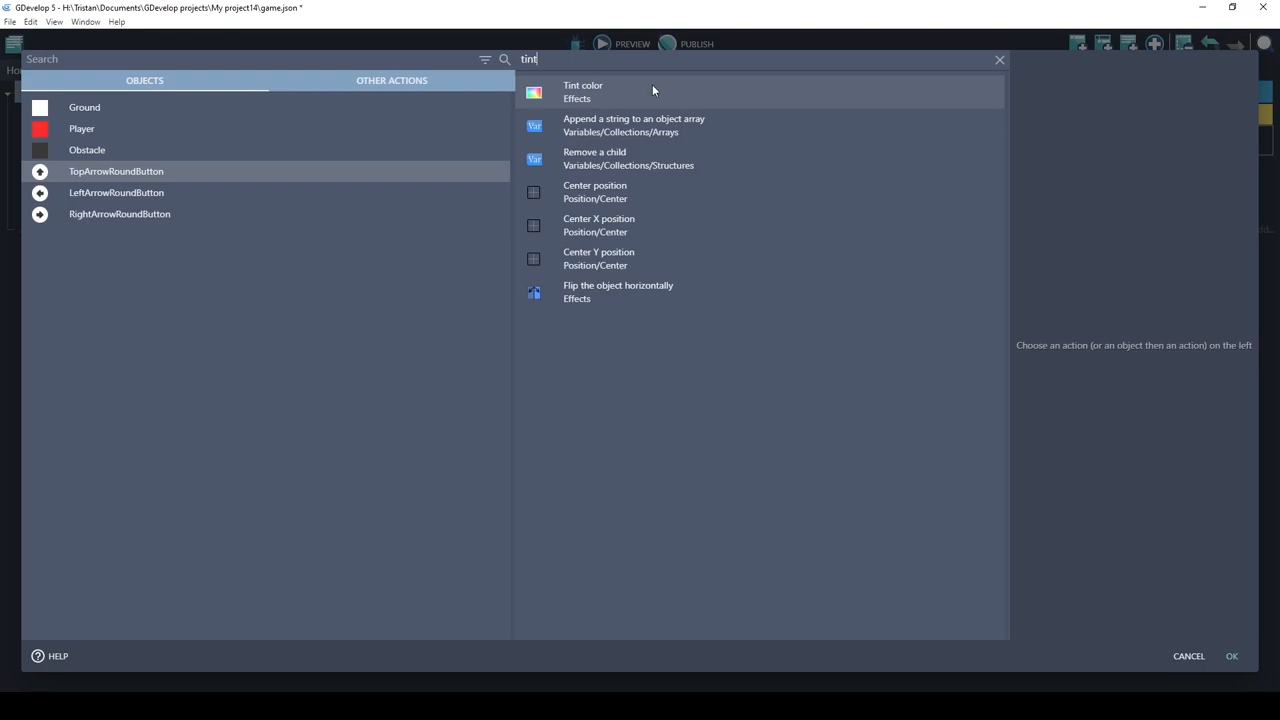 GDevelop 5 - H:\Tristan\Documents\GDevelop projects\My project14\game.json *
File Edit View Window Help
PREVIEW PUBLISH
Search
tint
OBJECTS OTHER ACTIONS
Ground
Player
Obstacle
TopArrowRoundButton
LeftArrowRoundButton
RightArrowRoundButton
Tint color
Effects
Var
Append a string to an object array
Variables/Collections/Arrays
Var
Remove a child
Variables/Collections/Structures
Center position
Position/Center
Center X position
Position/Center
Center Y position
Position/Center
Flip the object horizontally
Effects
Choose an action (or an object then an action) on the left
? HELP
CANCEL OK